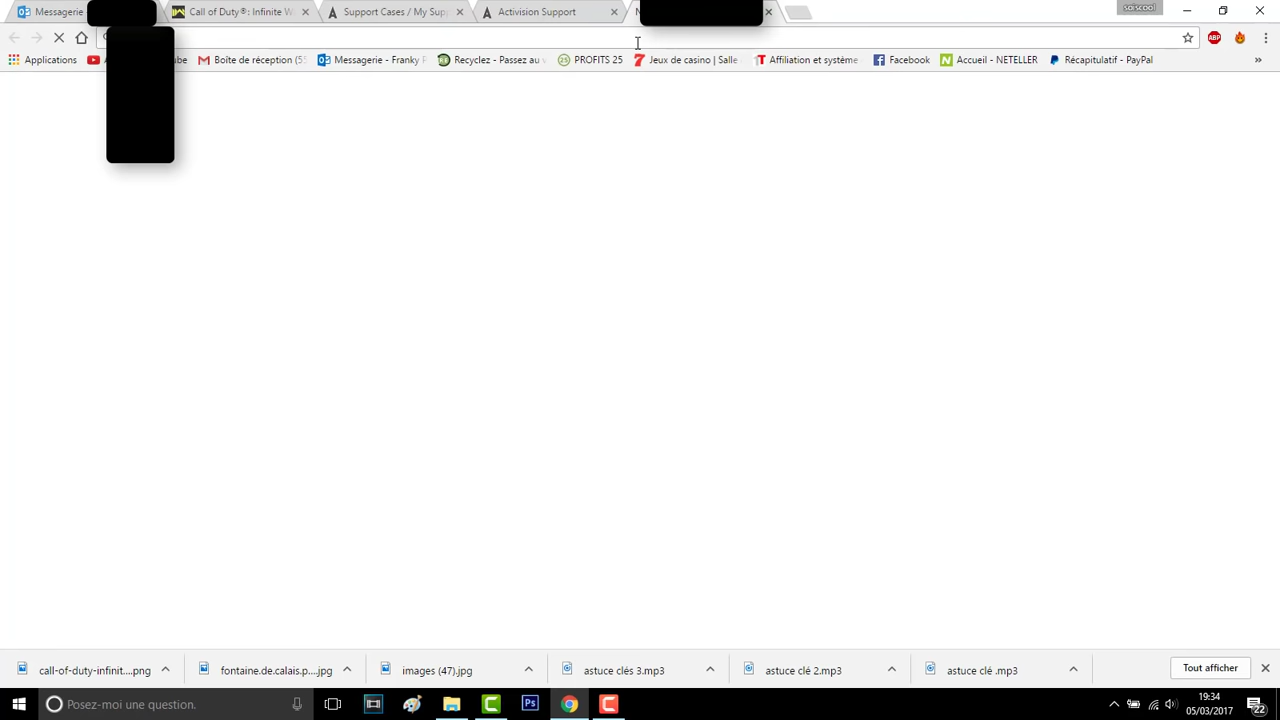 Messagerie Call of Duty®: Infinite W Support Cases / My Sup Activision Support saiscool
Applications Boîte de réception (55 Messagerie - Franky Recyclez - Passez au v PROFITS 25 Jeux de casino | Salle Affiliation et système Facebook Accueil - NETELLER Récapitulatif - PayPal »
call-of-duty-infinit....png fontaine.de.calais.p....jpg images (47).jpg astuce clés 3.mp3 astuce clé 2.mp3 astuce clé .mp3 Tout afficher
Posez-moi une question. 19:34
05/03/2017 22